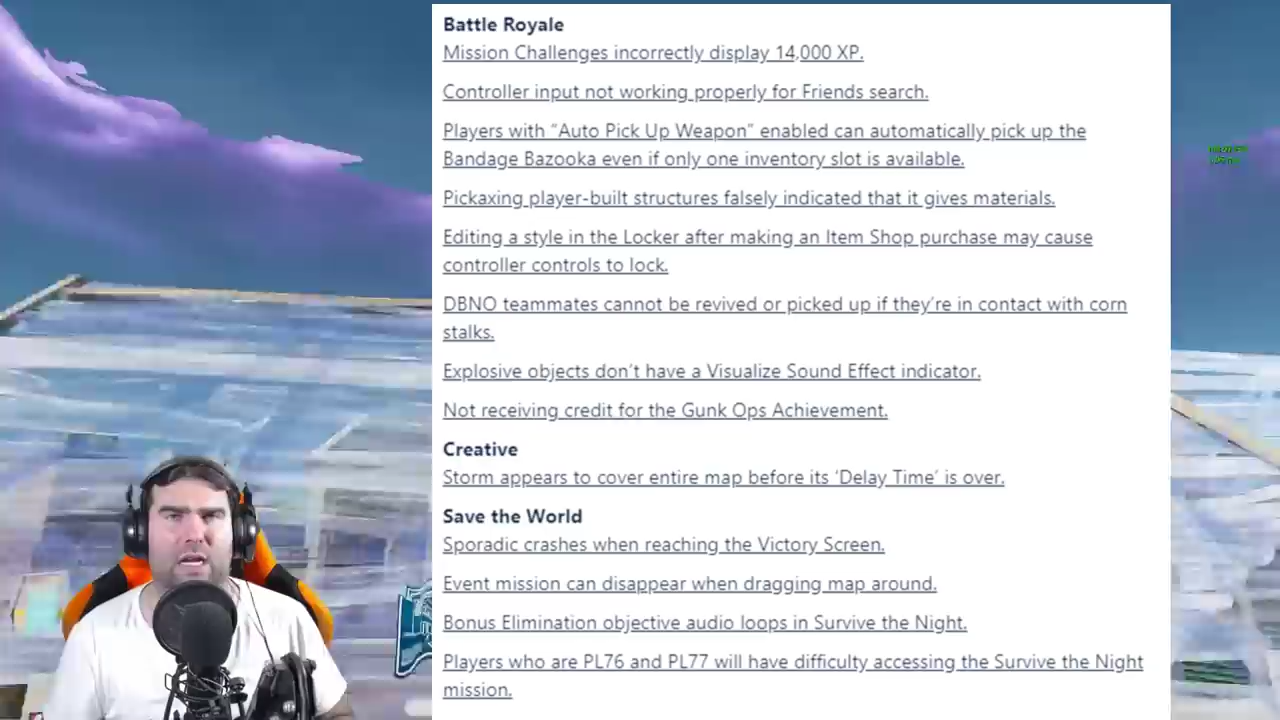 Battle Royale
Mission Challenges incorrectly display 14,000 XP.
Controller input not working properly for Friends search.
Players with “Auto Pick Up Weapon” enabled can automatically pick up the
Bandage Bazooka even if only one inventory slot is available.
Pickaxing player-built structures falsely indicated that it gives materials.
Editing a style in the Locker after making an Item Shop purchase may cause
controller controls to lock.
DBNO teammates cannot be revived or picked up if they’re in contact with corn
stalks.
Explosive objects don’t have a Visualize Sound Effect indicator.
Not receiving credit for the Gunk Ops Achievement.
Creative
Storm appears to cover entire map before its ‘Delay Time’ is over.
Save the World
Sporadic crashes when reaching the Victory Screen.
Event mission can disappear when dragging map around.
Bonus Elimination objective audio loops in Survive the Night.
Players who are PL76 and PL77 will have difficulty accessing the Survive the Night
mission.